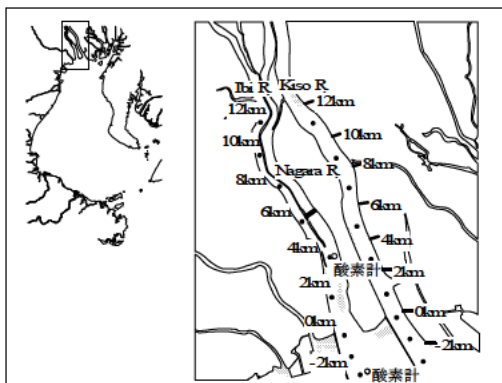 Ibi R.
Kiso R.
12km
12km
10km
10km
8km
8km
Nagara R.
6km
6km
4km
4km
酸素計
2km
2km
0km
0km
-2km
-2km
酸素計